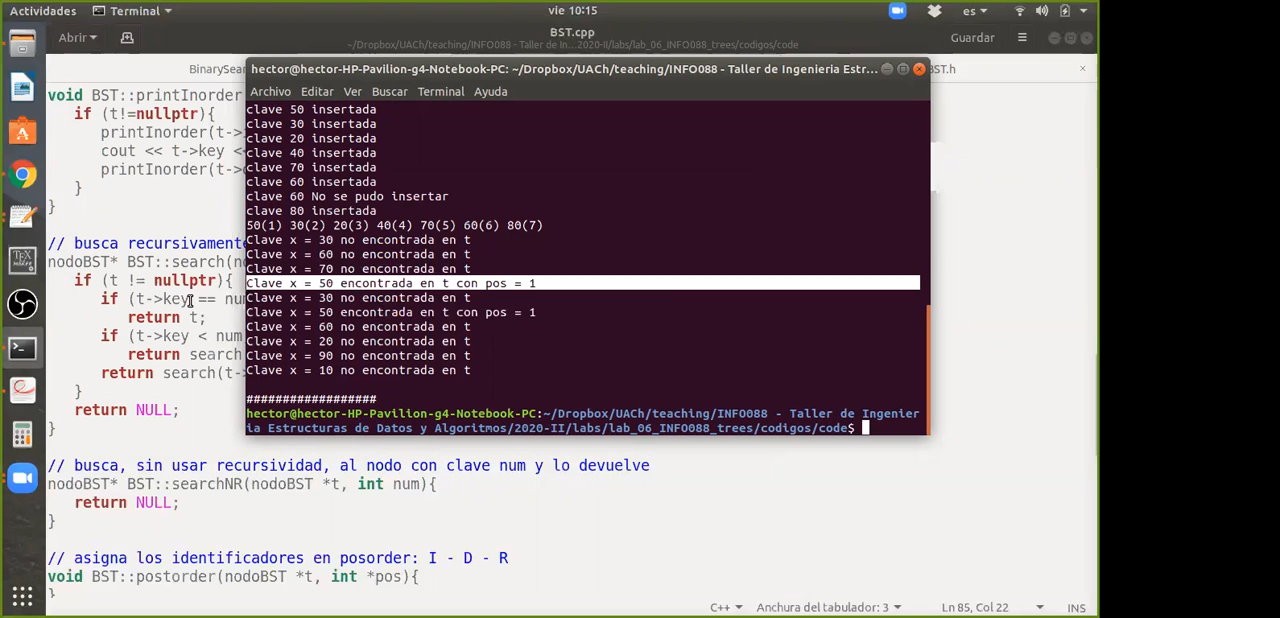 Actividades Terminal vie 10:15 es
Abrir BST.cpp Guardar
~/Dropbox/UACh/teaching/INFO088 - Taller de In...2020-II/labs/lab_06_INFO088_trees/codigos/code
BinarySear BST.h
hector@hector-HP-Pavilion-g4-Notebook-PC: ~/Dropbox/UACh/teaching/INFO088 - Taller de Ingenieria Estr...
Archivo Editar Ver Buscar Terminal Ayuda
clave 50 insertada
clave 30 insertada
clave 20 insertada
clave 40 insertada
clave 70 insertada
clave 60 insertada
clave 60 No se pudo insertar
clave 80 insertada
50(1) 30(2) 20(3) 40(4) 70(5) 60(6) 80(7)
Clave x = 30 no encontrada en t
Clave x = 60 no encontrada en t
Clave x = 70 no encontrada en t
Clave x = 50 encontrada en t con pos = 1
Clave x = 30 no encontrada en t
Clave x = 50 encontrada en t con pos = 1
Clave x = 60 no encontrada en t
Clave x = 20 no encontrada en t
Clave x = 90 no encontrada en t
Clave x = 10 no encontrada en t
##################
hector@hector-HP-Pavilion-g4-Notebook-PC:~/Dropbox/UACh/teaching/INFO088 - Taller de Ingenier
ia Estructuras de Datos y Algoritmos/2020-II/labs/lab_06_INFO088_trees/codigos/code$
void BST::printInorder
if (t!=nullptr){
printInorder(t->
cout << t->key <
printInorder(t->
}
}
// busca recursivamente
nodoBST* BST::search(no
if (t != nullptr){
if (t->key == num
return t;
if (t->key < num
return search
return search(t->
}
return NULL;
}
// busca, sin usar recursividad, al nodo con clave num y lo devuelve
nodoBST* BST::searchNR(nodoBST *t, int num){
return NULL;
}
// asigna los identificadores en posorder: I - D - R
void BST::postorder(nodoBST *t, int *pos){
}
C++ Anchura del tabulador: 3 Ln 85, Col 22 INS